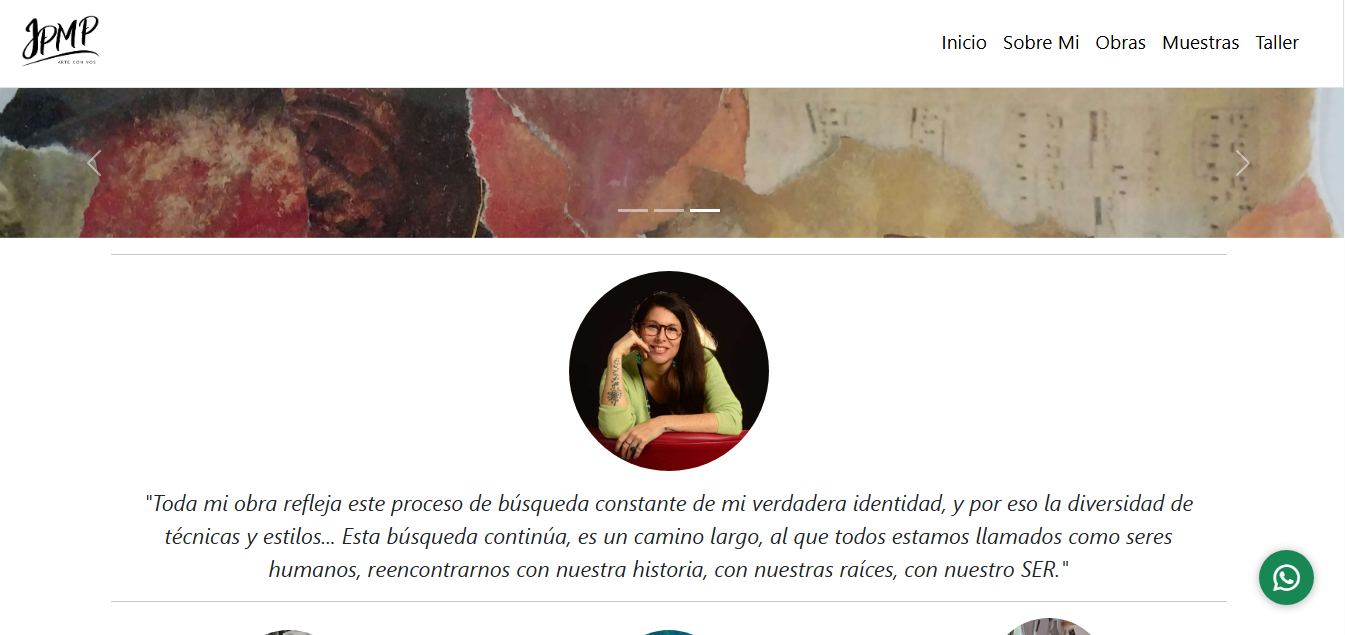 JPMP
ARTE CON VOS
Inicio Sobre Mi Obras Muestras Taller
"Toda mi obra refleja este proceso de búsqueda constante de mi verdadera identidad, y por eso la diversidad de
técnicas y estilos... Esta búsqueda continúa, es un camino largo, al que todos estamos llamados como seres
humanos, reencontrarnos con nuestra historia, con nuestras raíces, con nuestro SER."